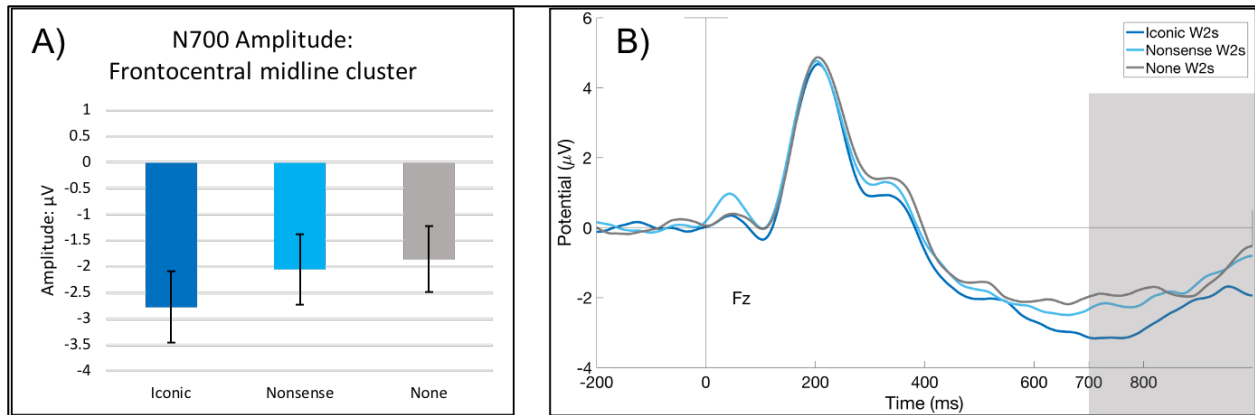 A)
N700 Amplitude:
Frontocentral midline cluster
Amplitude: µV
1
0.5
0
-0.5
-1
-1.5
-2
-2.5
-3
-3.5
-4
Iconic Nonsense None
B)
Iconic W2s
Nonsense W2s
None W2s
Potential (µV)
6
4
2
0
-2
-4
Fz
-200 0 200 400 600 700 800
Time (ms)